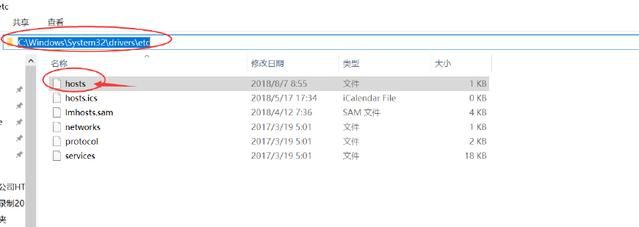 etc
共享 查看
C:\Windows\System32\drivers\etc
名称 修改日期 类型 大小
hosts 2018/8/7 8:55 文件 1 KB
hosts.ics 2018/5/17 17:34 iCalendar File 0 KB
lmhosts.sam 2018/4/12 7:36 SAM 文件 4 KB
networks 2017/3/19 5:01 文件 1 KB
protocol 2017/3/19 5:01 文件 2 KB
services 2017/3/19 5:01 文件 18 KB
公司HT
录制20
夹